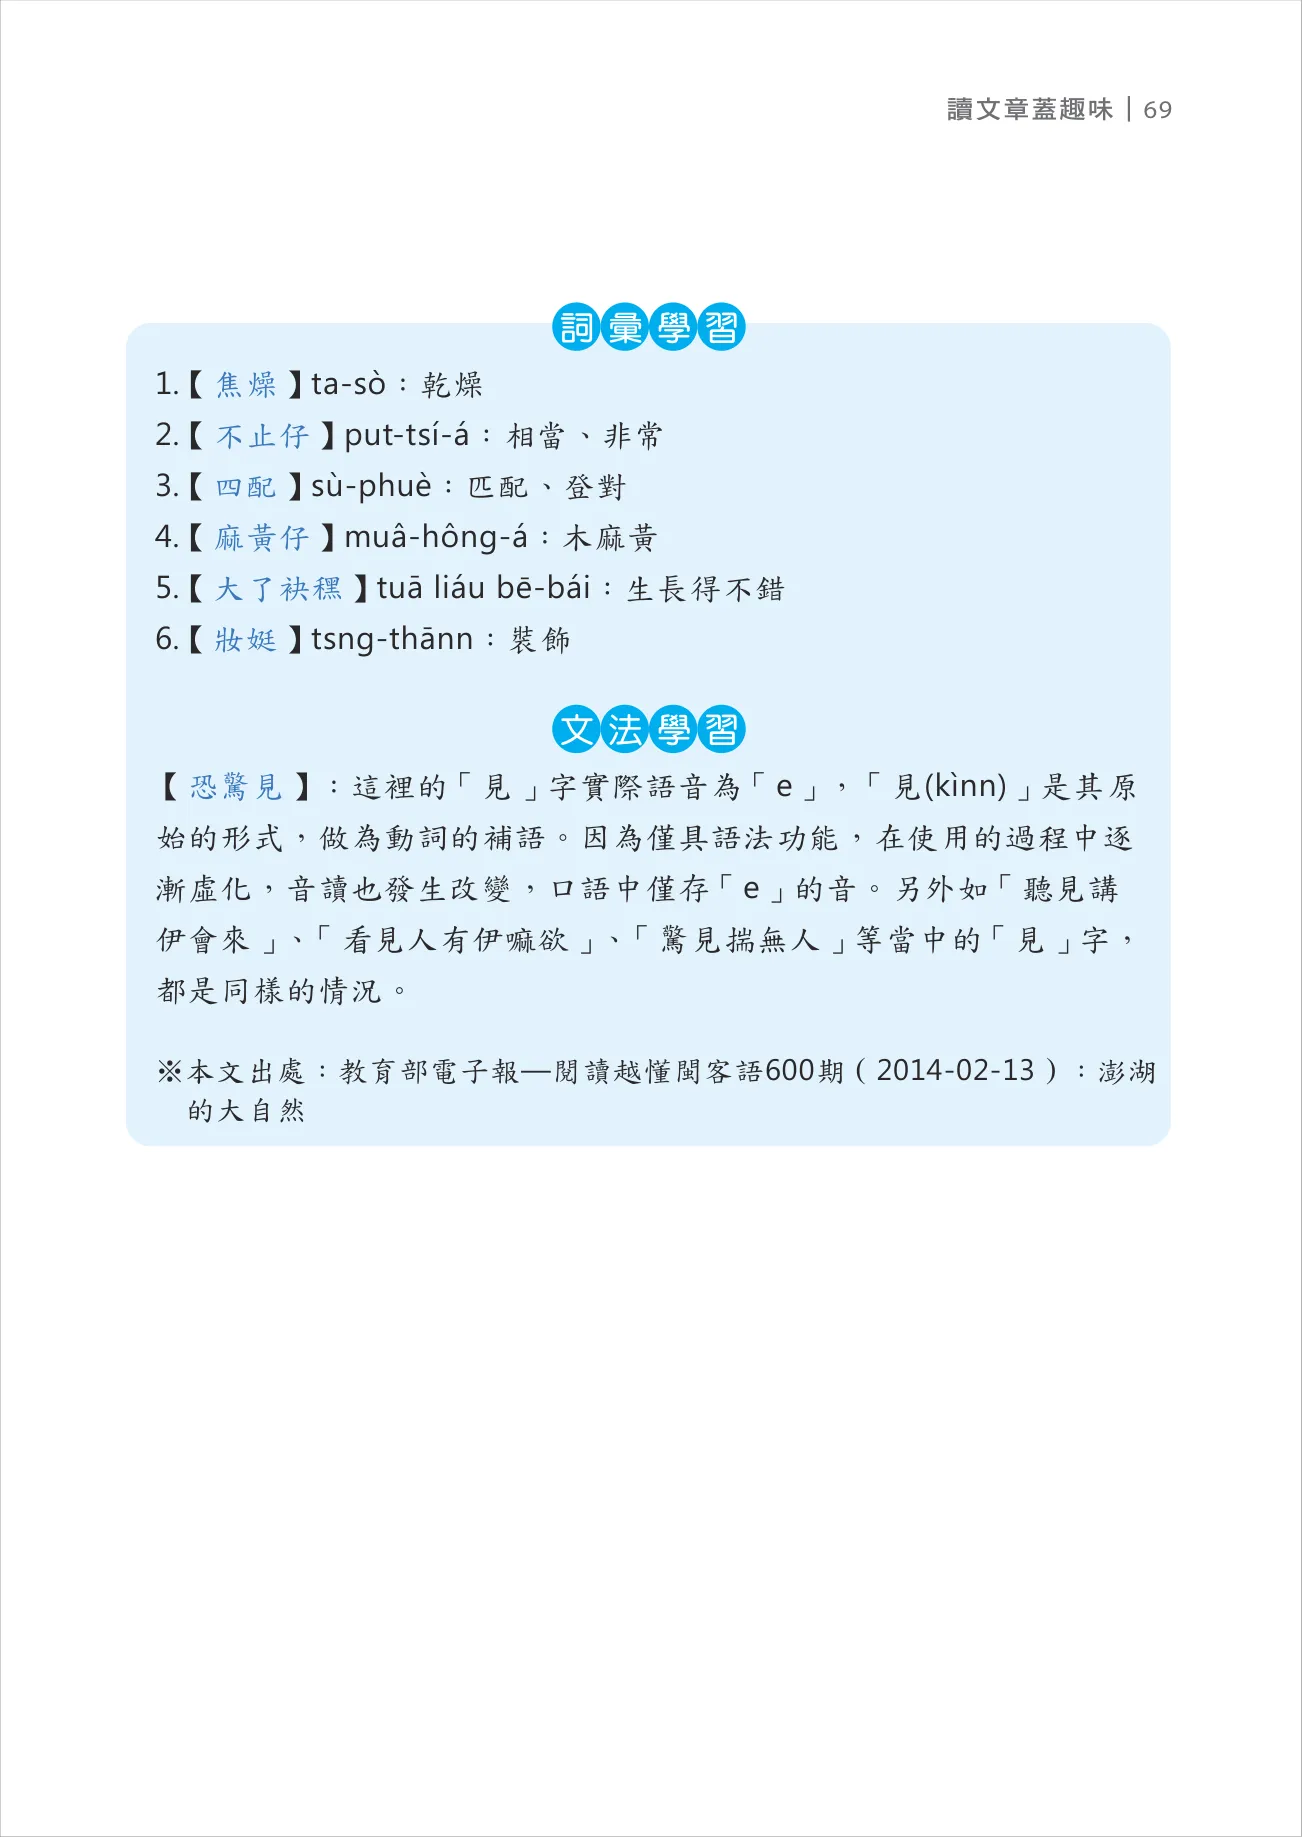 讀文章蓋趣味｜69
詞彙學習
1.【焦燥】ta-sò：乾燥
2.【不止仔】put-tsí-á：相當、非常
3.【四配】sù-phuè：匹配、登對
4.【麻黃仔】muâ-hông-á：木麻黃
5.【大了袂䆀】tuā liáu bē-bái：生長得不錯
6.【妝娗】tsng-thānn：裝飾
文法學習
【恐驚見】：這裡的「見」字實際語音為「e」，「見(kìnn)」是其原
始的形式，做為動詞的補語。因為僅具語法功能，在使用的過程中逐
漸虛化，音讀也發生改變，口語中僅存「e」的音。另外如「聽見講
伊會來」、「看見人有伊嘛欲」、「驚見揣無人」等當中的「見」字，
都是同樣的情況。
※本文出處：教育部電子報—閱讀越懂閩客語600期（2014-02-13）：澎湖
的大自然